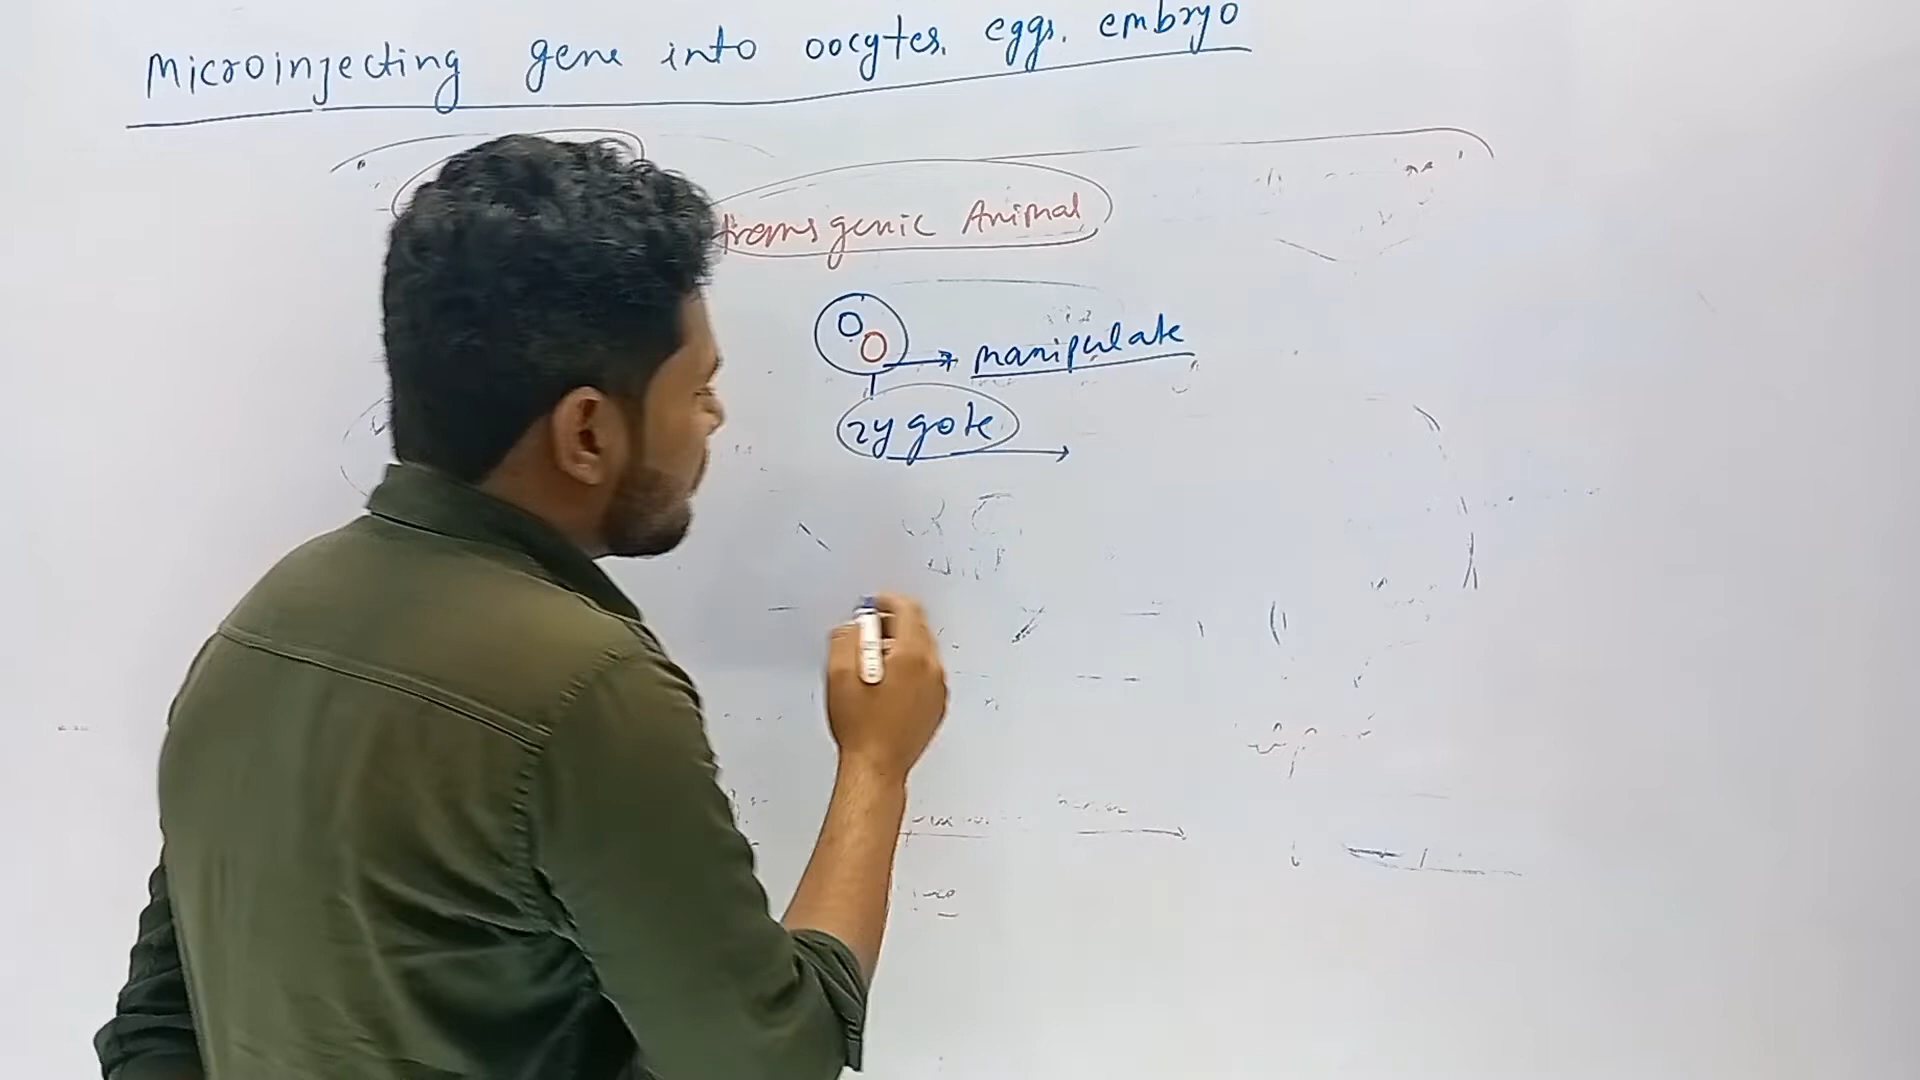 Microinjecting gene into oocytes, eggs, embryo
transgenic Animal
manipulate
zygote